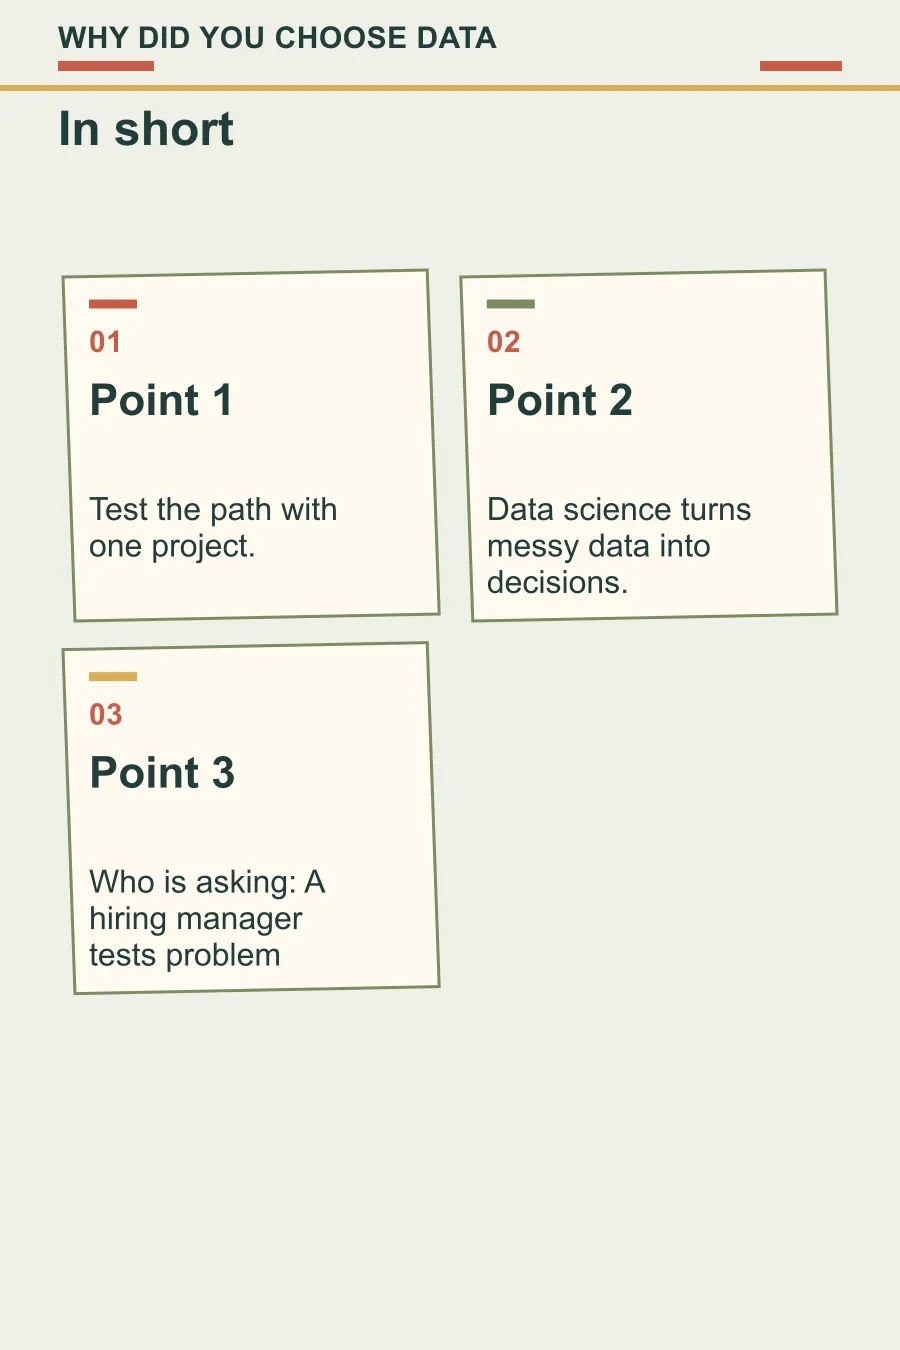 WHY DID YOU CHOOSE DATA
In short
01
Point 1
Test the path with
one project.
02
Point 2
Data science turns
messy data into
decisions.
03
Point 3
Who is asking: A
hiring manager
tests problem